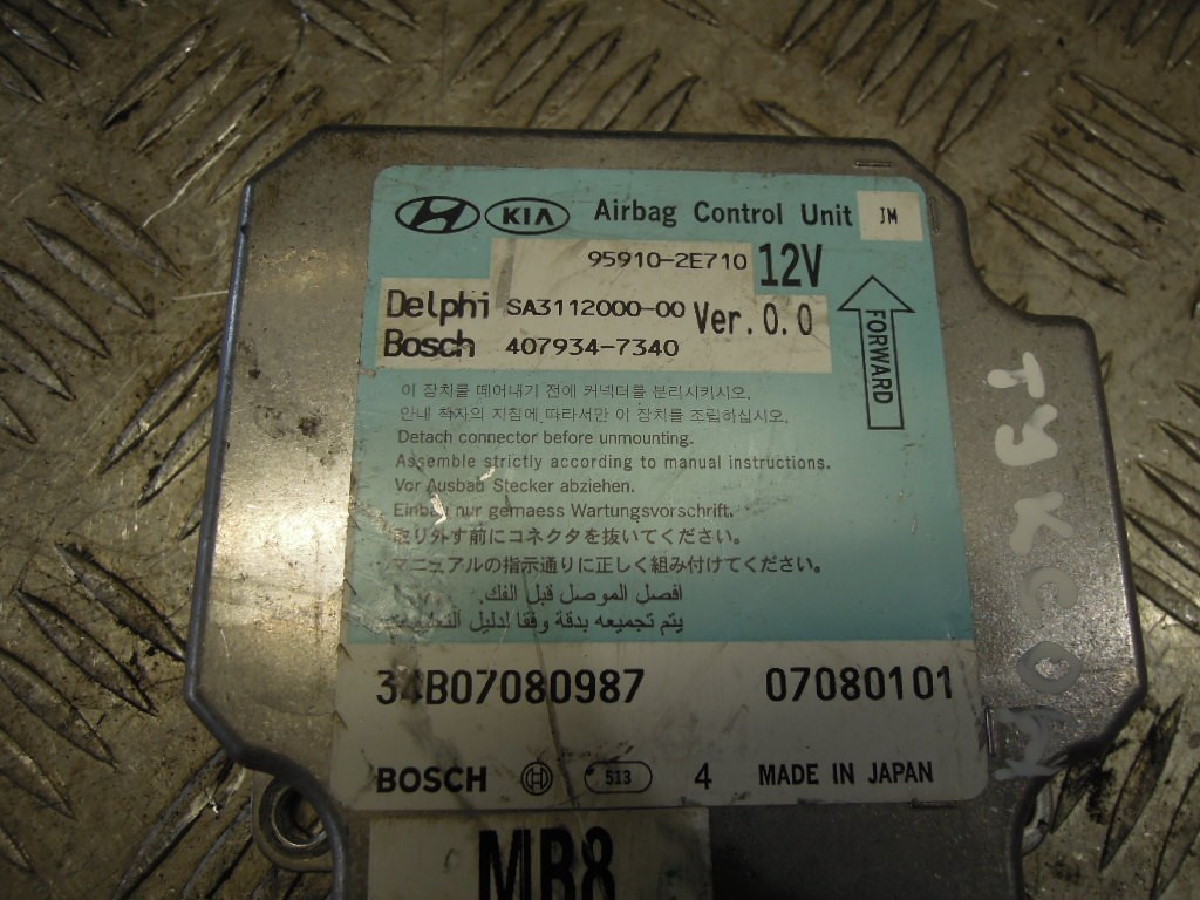 KIA Airbag Control Unit JM
95910-2E710 12V
Delphi SA3112000-00 Ver. 0.0
Bosch 407934-7340
FORWARD
이 장치를 떼어내기 전에 커넥터를 분리시키시오.
안내 책자의 지침에 따라서만 이 장치를 조립하십시오.
Detach connector before unmounting.
Assemble strictly according to manual instructions.
Vor Ausbau Stecker abziehen.
Einbau nur gemaess Wartungsvorschrift.
取り外す前にコネクタを抜いてください。
マニュアルの指示通りに正しく組み付けてください。
افصل الموصل قبل الفك.
يتم تجميعه بدقة وفقا لدليل
34B07080987 07080101
BOSCH 513 4 MADE IN JAPAN
MB8